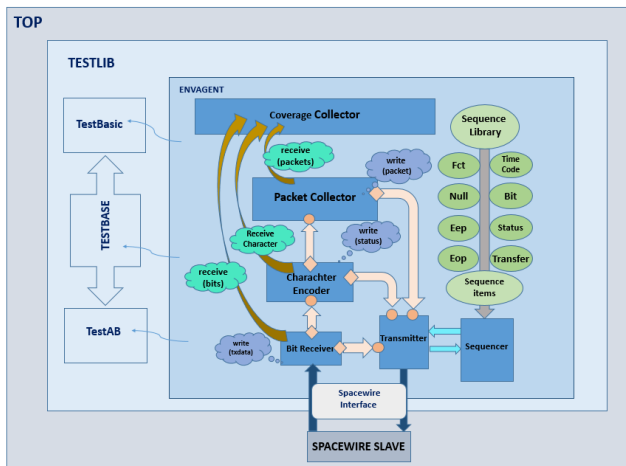 TOP
TESTLIB
ENVAGENT
TestBasic
Coverage Collector
Sequence
Library
receive
(packets)
write
(packet)
Fct
Time
Code
Packet Collector
Null
Bit
TESTBASE
Receive
Character
write
(status)
Eep
Status
receive
(bits)
Charachter
Encoder
Eop
Transfer
Sequence
items
TestAB
write
(txdata)
Bit Receiver
Transmitter
Sequencer
Spacewire
Interface
SPACEWIRE SLAVE